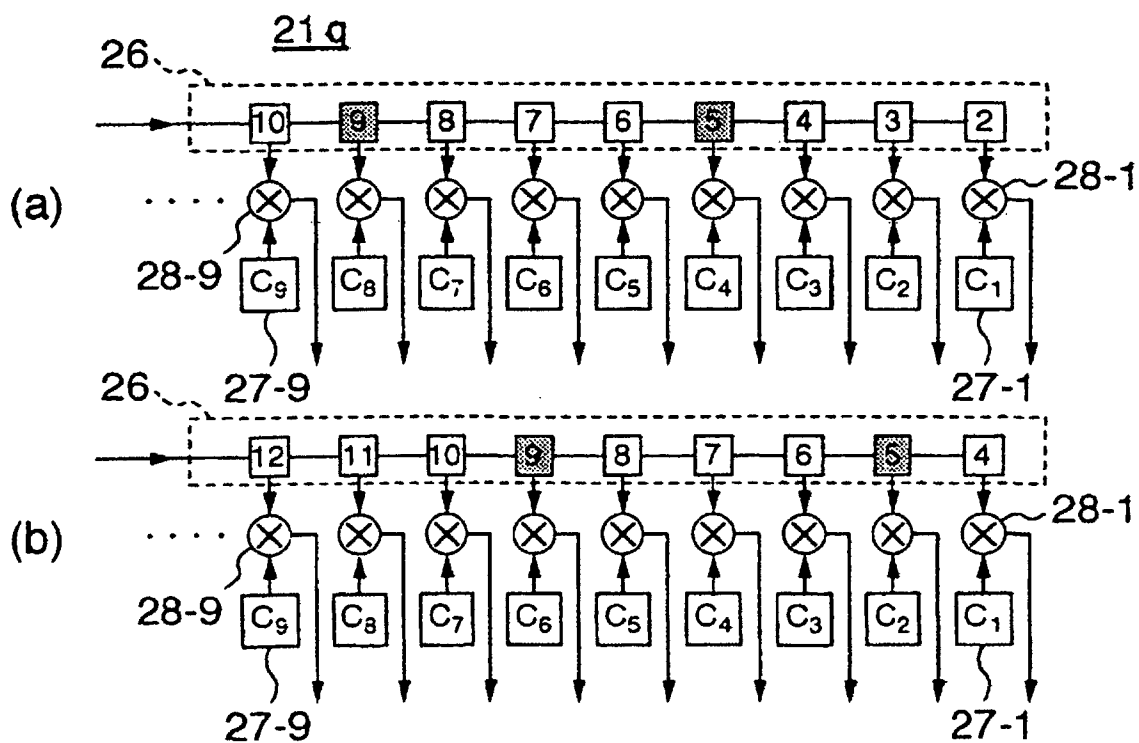 21q
26
10 9 8 7 6 5 4 3 2
(a)
. . . .
28-1
28-9
C9 C8 C7 C6 C5 C4 C3 C2 C1
27-9
27-1
26
12 11 10 9 8 7 6 5 4
(b)
. . . .
28-1
28-9
C9 C8 C7 C6 C5 C4 C3 C2 C1
27-9
27-1